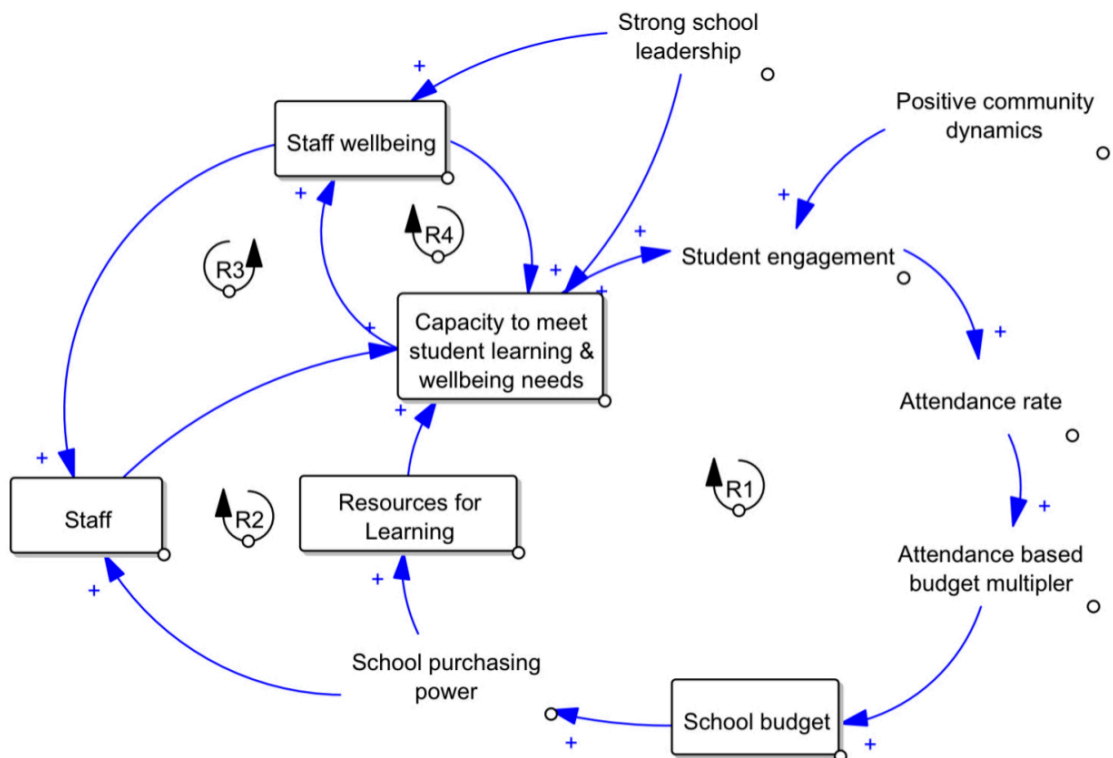 Strong school
leadership
+
Positive community
dynamics
Staff wellbeing
+
+
R4
R3
+
Student engagement
+
+
+
Capacity to meet
student learning &
wellbeing needs
+
+
Attendance rate
+
+
R1
Resources for
Learning
Staff
R2
+
Attendance based
budget multipler
+
+
School purchasing
power
School budget
+
+